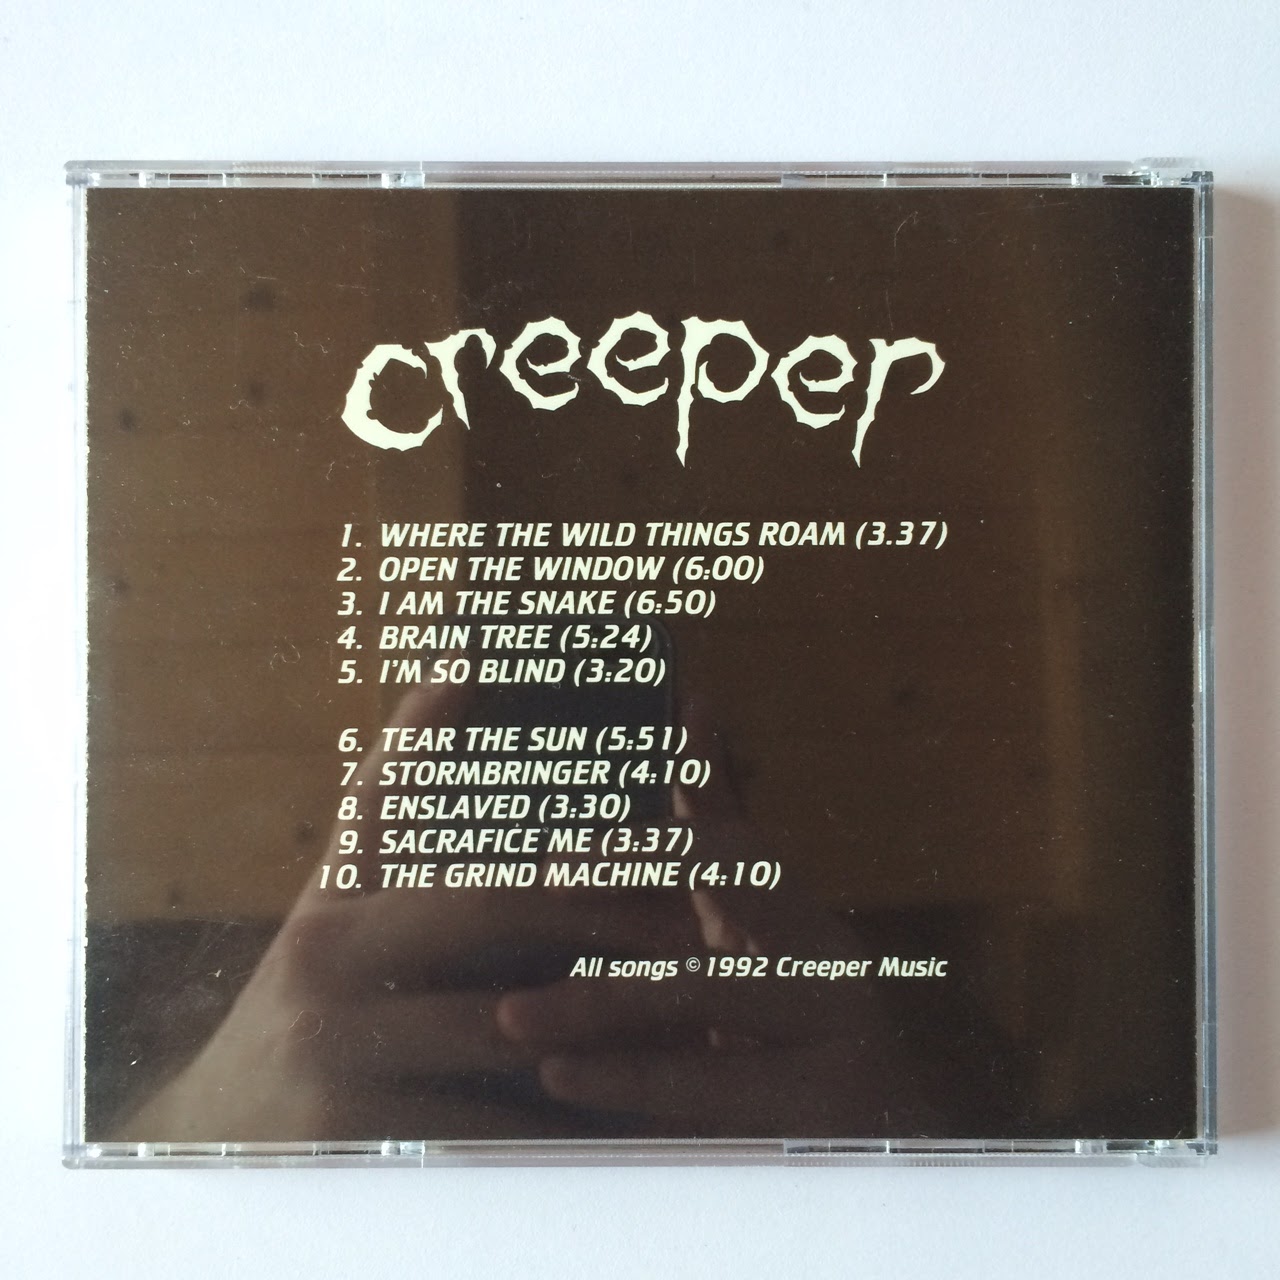 creeper
1. WHERE THE WILD THINGS ROAM (3.37)
2. OPEN THE WINDOW (6:00)
3. I AM THE SNAKE (6:50)
4. BRAIN TREE (5:24)
5. I'M SO BLIND (3:20)
6. TEAR THE SUN (5:51)
7. STORMBRINGER (4:10)
8. ENSLAVED (3:30)
9. SACRAFICE ME (3:37)
10. THE GRIND MACHINE (4:10)
All songs © 1992 Creeper Music